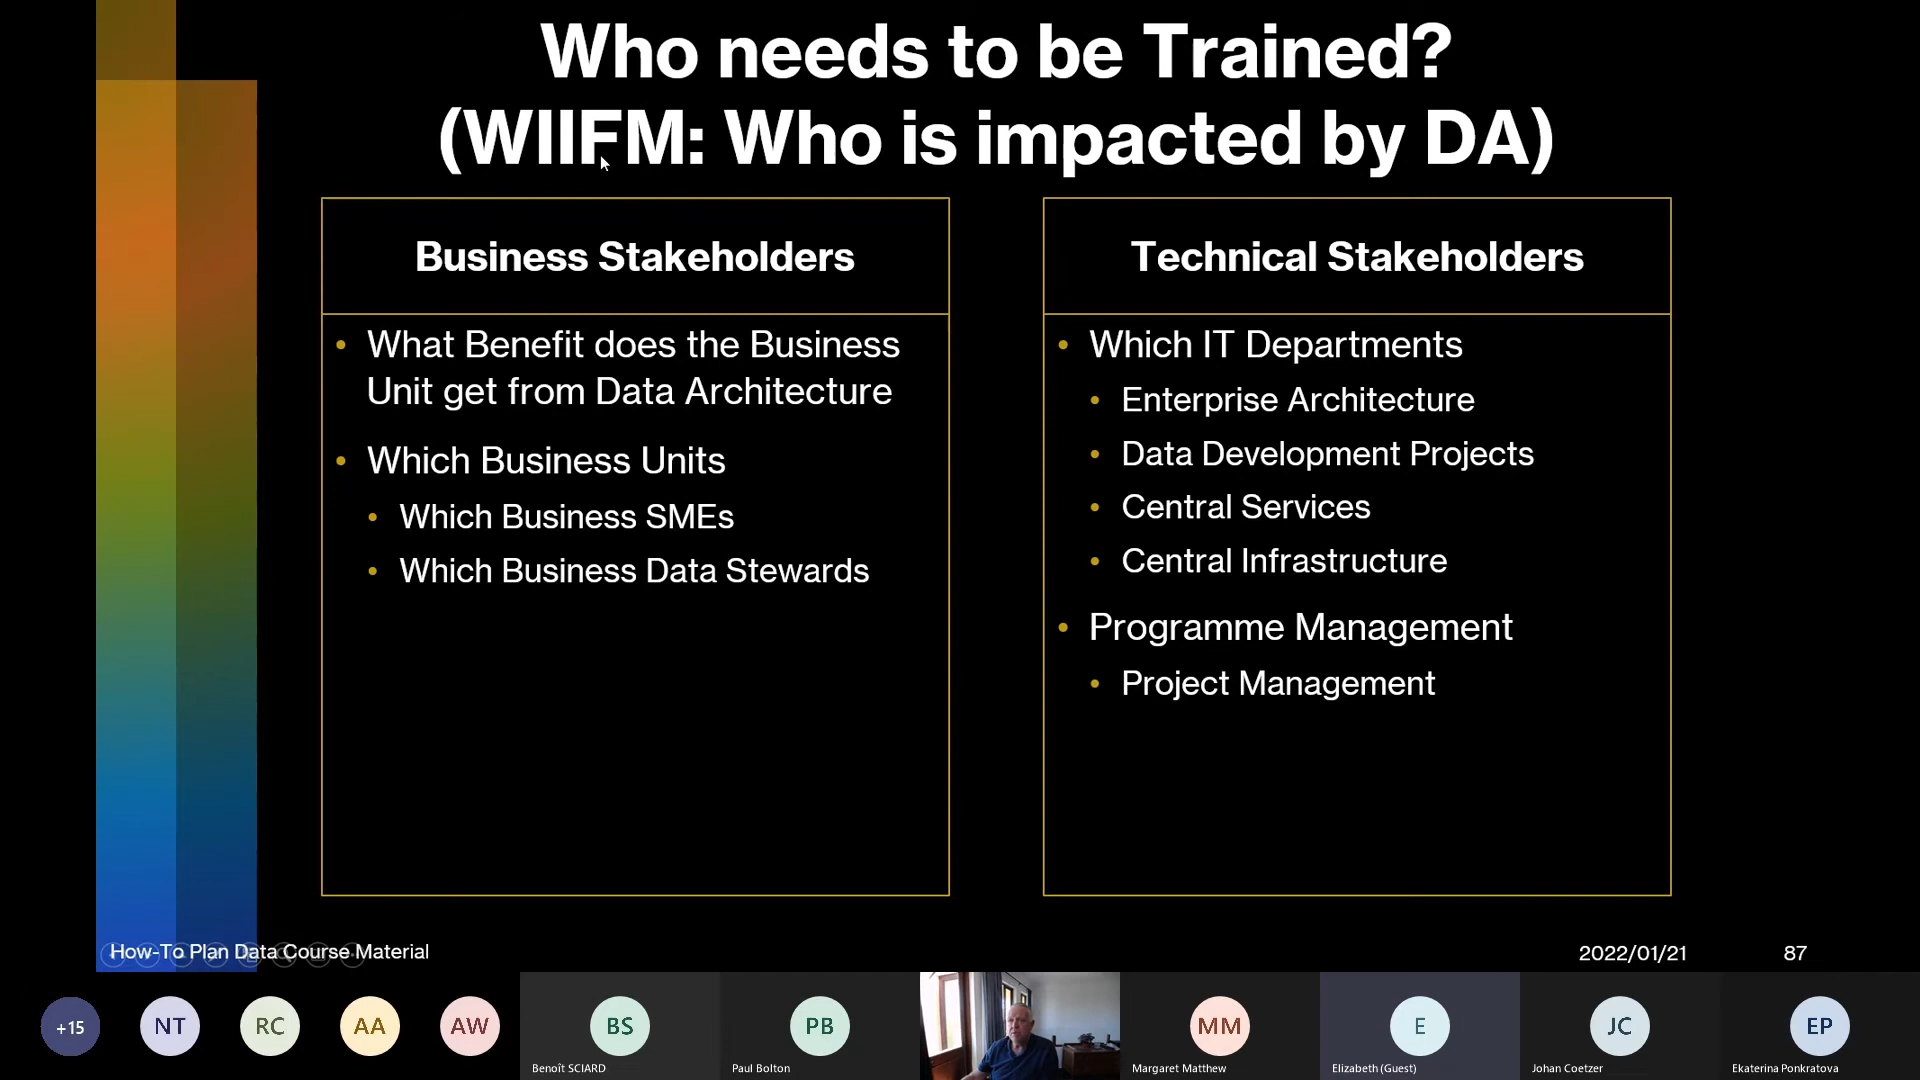 Who needs to be Trained?
(WIIFM: Who is impacted by DA)
Business Stakeholders
• What Benefit does the Business
Unit get from Data Architecture
• Which Business Units
• Which Business SMEs
• Which Business Data Stewards
Technical Stakeholders
• Which IT Departments
• Enterprise Architecture
• Data Development Projects
• Central Services
• Central Infrastructure
• Programme Management
• Project Management
How-To Plan Data Course Material
2022/01/21
87
+15
NT
RC
AA
AW
BS
Benoît SCIARD
PB
Paul Bolton
MM
Margaret Matthew
E
Elizabeth (Guest)
JC
Johan Coetzer
EP
Ekaterina Ponkratova